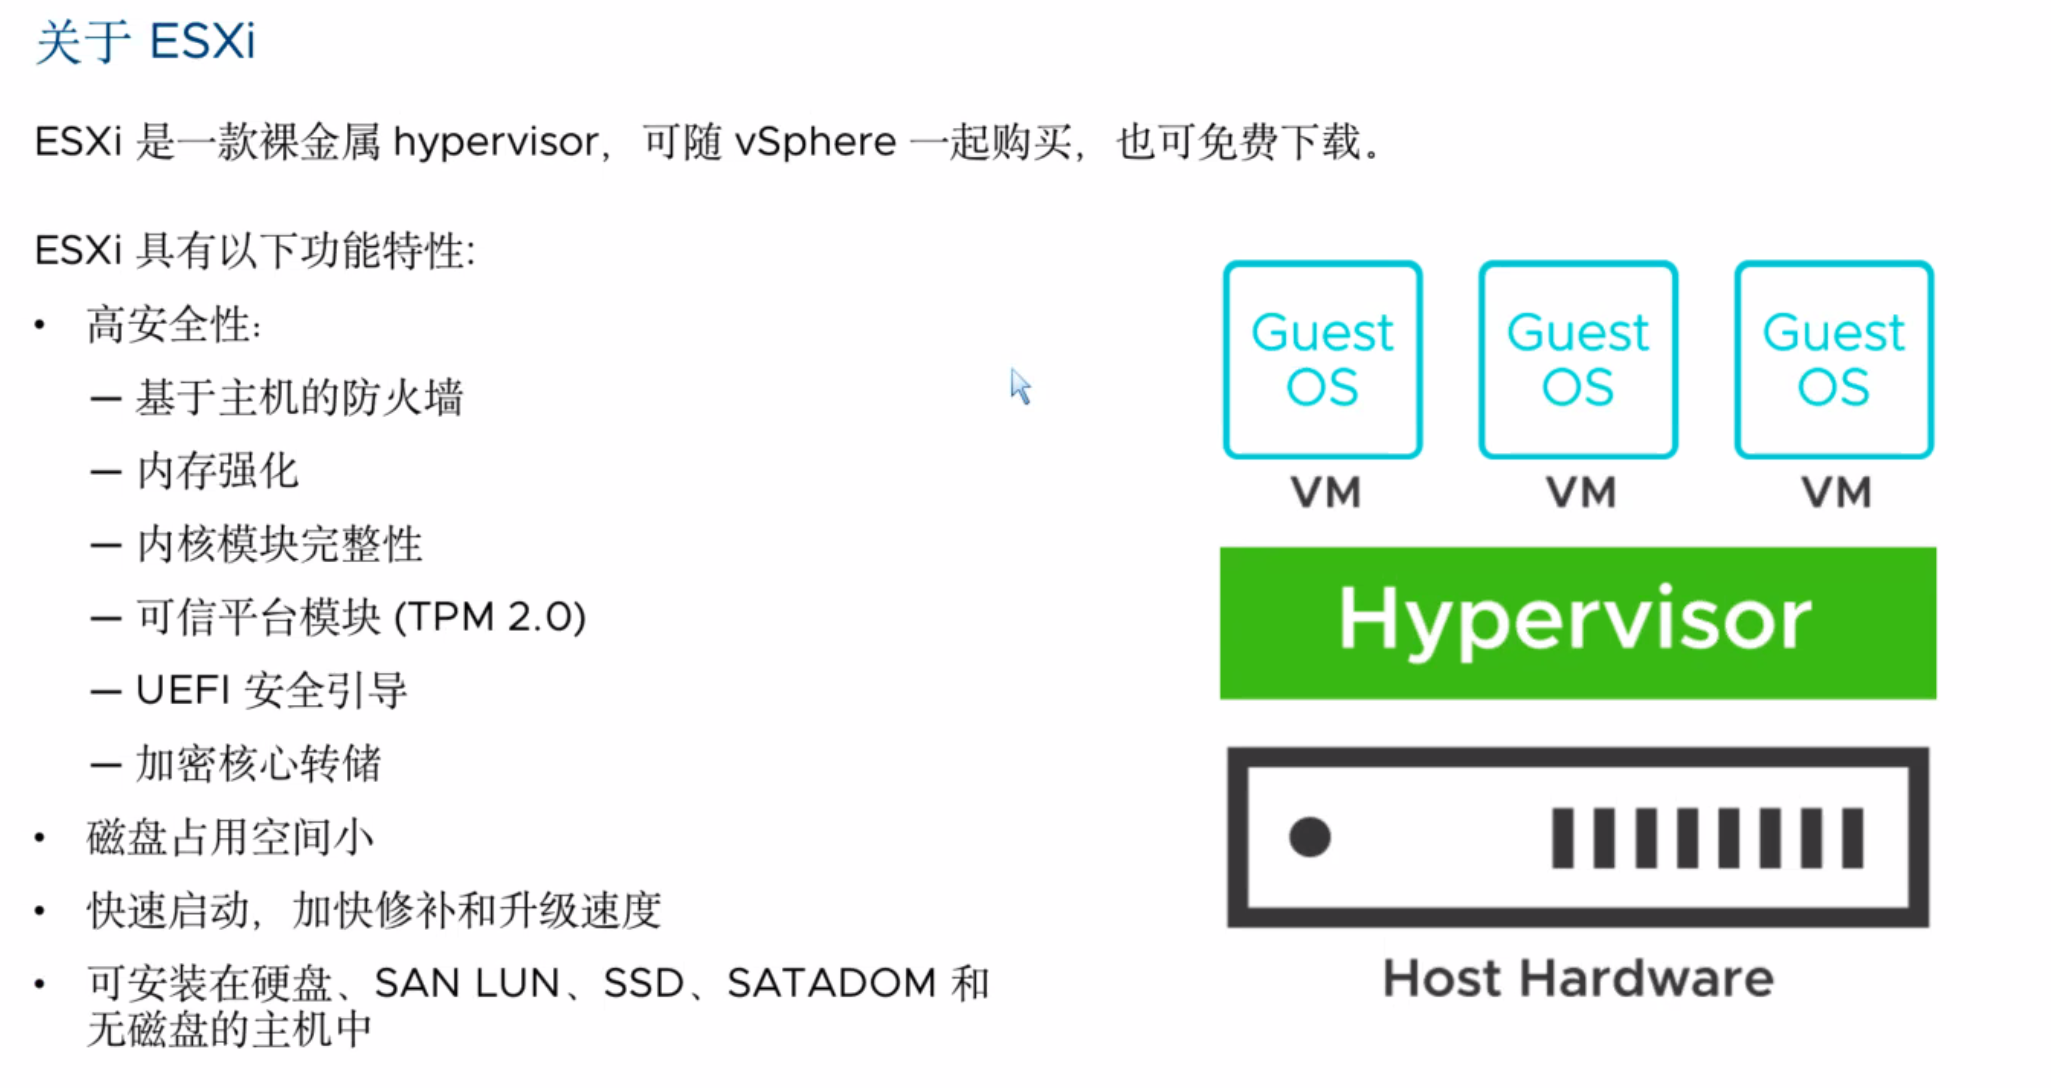 关于 ESXi
ESXi 是一款裸金属 hypervisor，可随 vSphere 一起购买，也可免费下载。
ESXi 具有以下功能特性:
• 高安全性：
— 基于主机的防火墙
— 内存强化
— 内核模块完整性
— 可信平台模块 (TPM 2.0)
— UEFI 安全引导
— 加密核心转储
• 磁盘占用空间小
• 快速启动，加快修补和升级速度
• 可安装在硬盘、SAN LUN、SSD、SATADOM 和
无磁盘的主机中
Guest
OS
VM
Guest
OS
VM
Guest
OS
VM
Hypervisor
Host Hardware